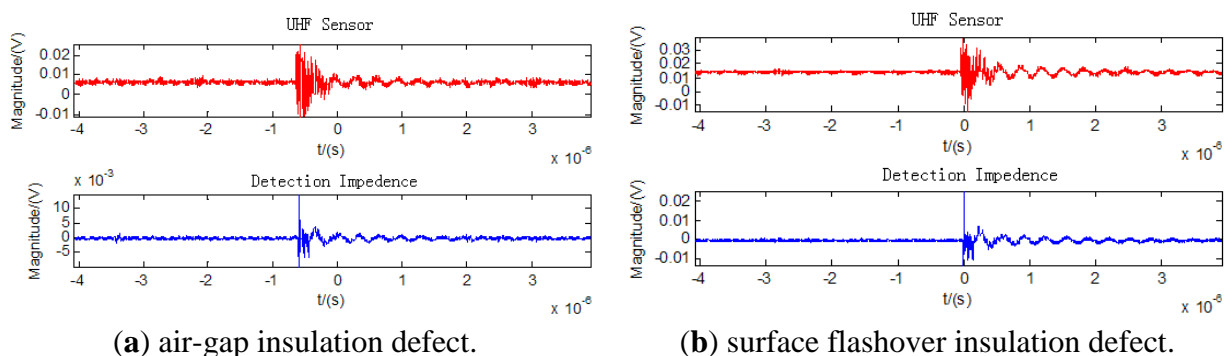 UHF Sensor
Magnitude/(V)
0.02
0.01
0
-0.01
-4 -3 -2 -1 0 1 2 3
t/(s)
x 10^-6
Detection Impedence
x 10^-3
Magnitude/(V)
10
5
0
-5
-4 -3 -2 -1 0 1 2 3
t/(s)
x 10^-6
(a) air-gap insulation defect.
UHF Sensor
Magnitude/(V)
0.03
0.02
0.01
0
-0.01
-4 -3 -2 -1 0 1 2 3
t/(s)
x 10^-6
Detection Impedence
Magnitude/(V)
0.02
0.01
0
-0.01
-4 -3 -2 -1 0 1 2 3
t/(s)
x 10^-6
(b) surface flashover insulation defect.